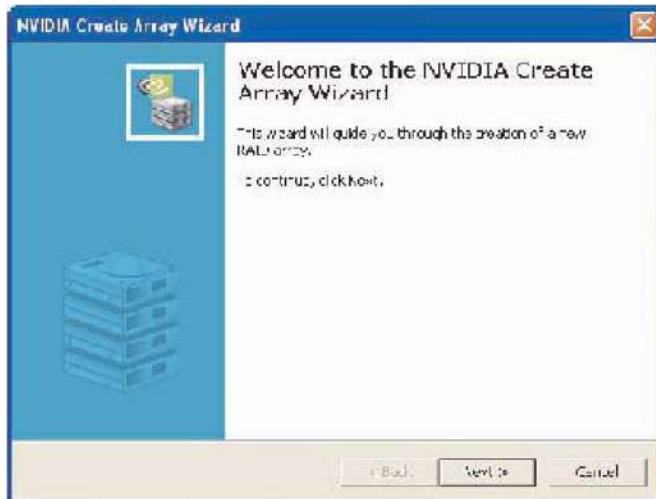 NVIDIA Create Array Wizard
Welcome to the NVIDIA Create
Array Wizard
This wizard will guide you through the creation of a new
RAID array.
To continue, click Next.
< Back
Next >
Cancel